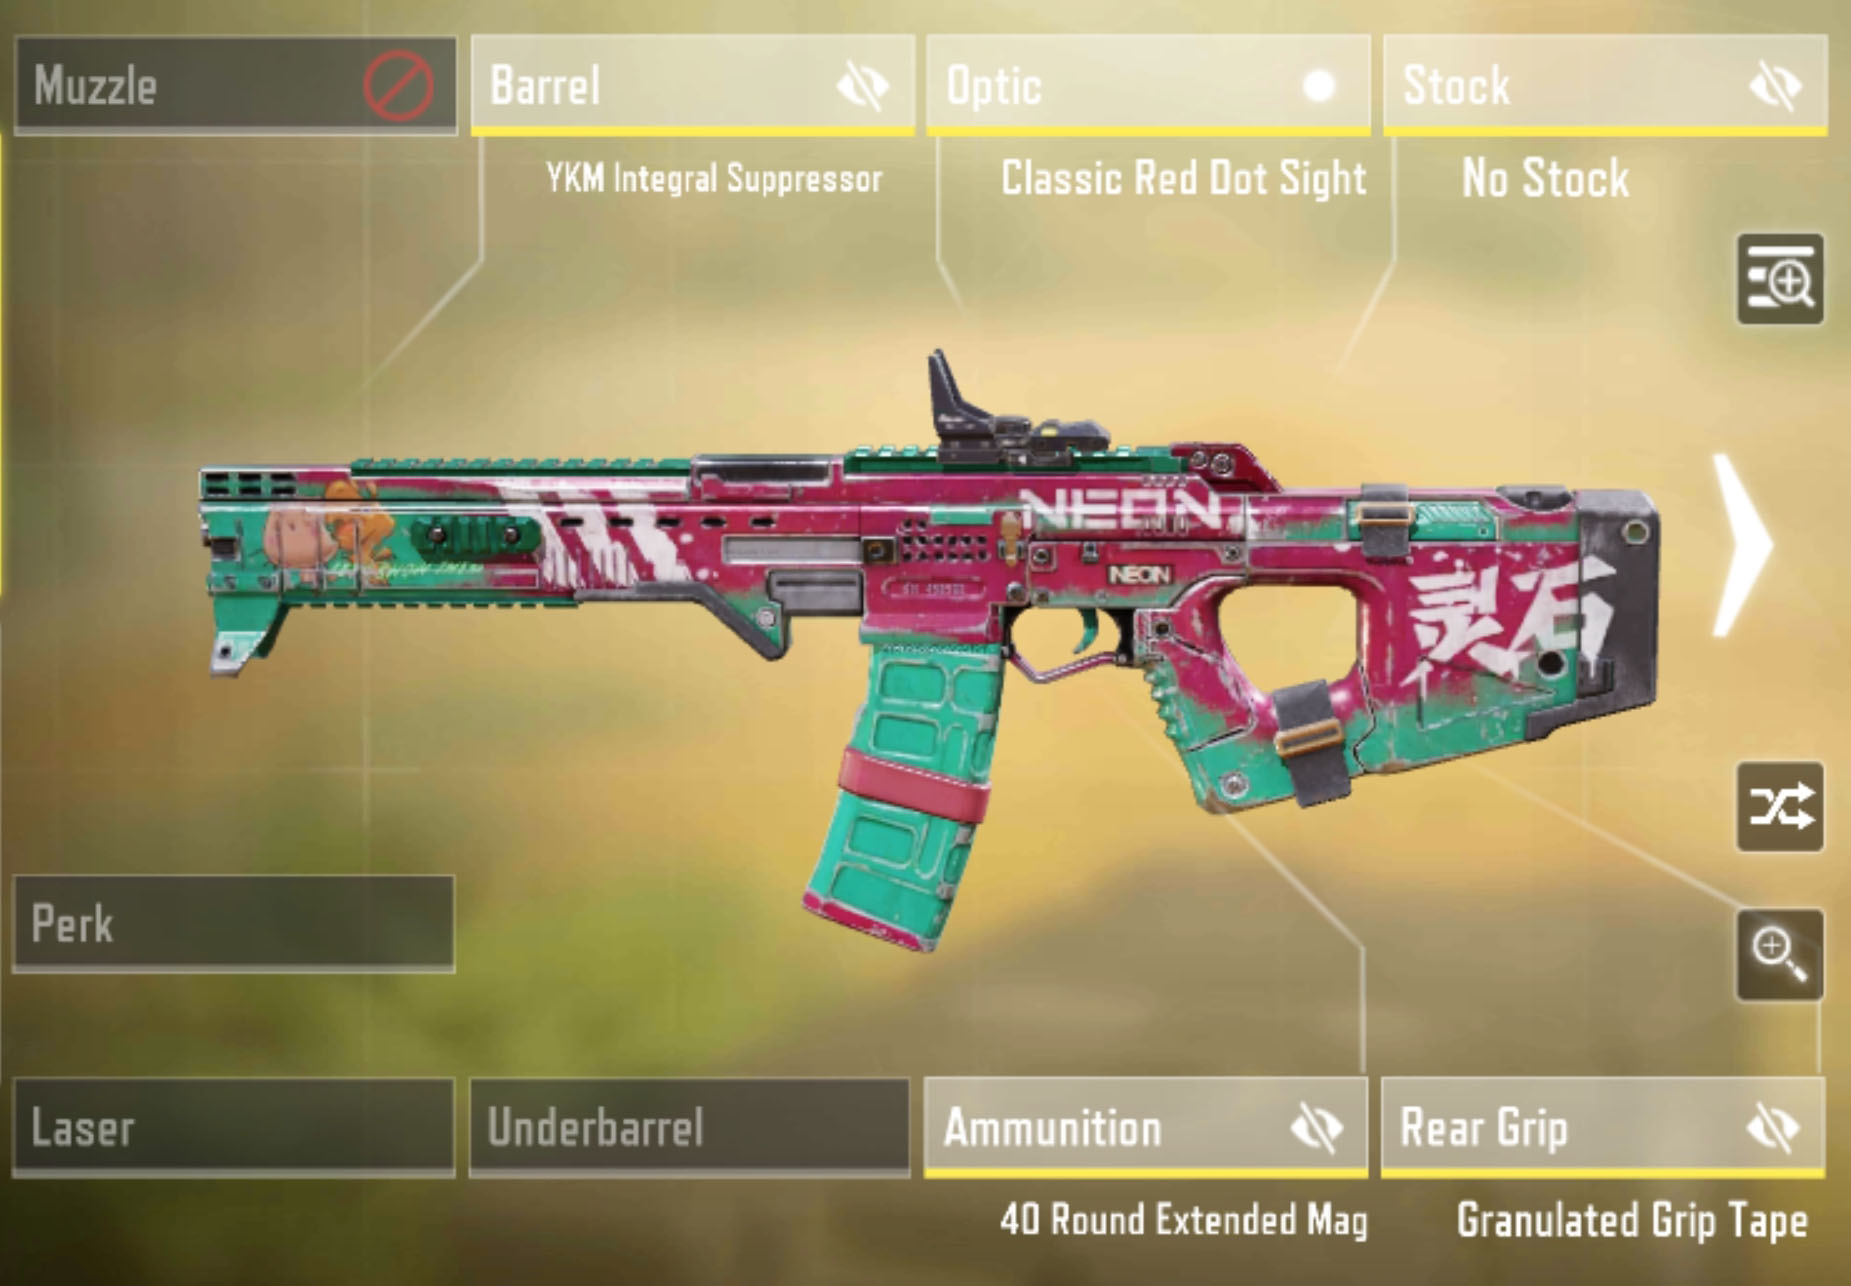 Muzzle
Barrel
Optic
Stock
YKM Integral Suppressor
Classic Red Dot Sight
No Stock
NEON
NEON
灵石
Perk
Laser
Underbarrel
Ammunition
Rear Grip
40 Round Extended Mag
Granulated Grip Tape